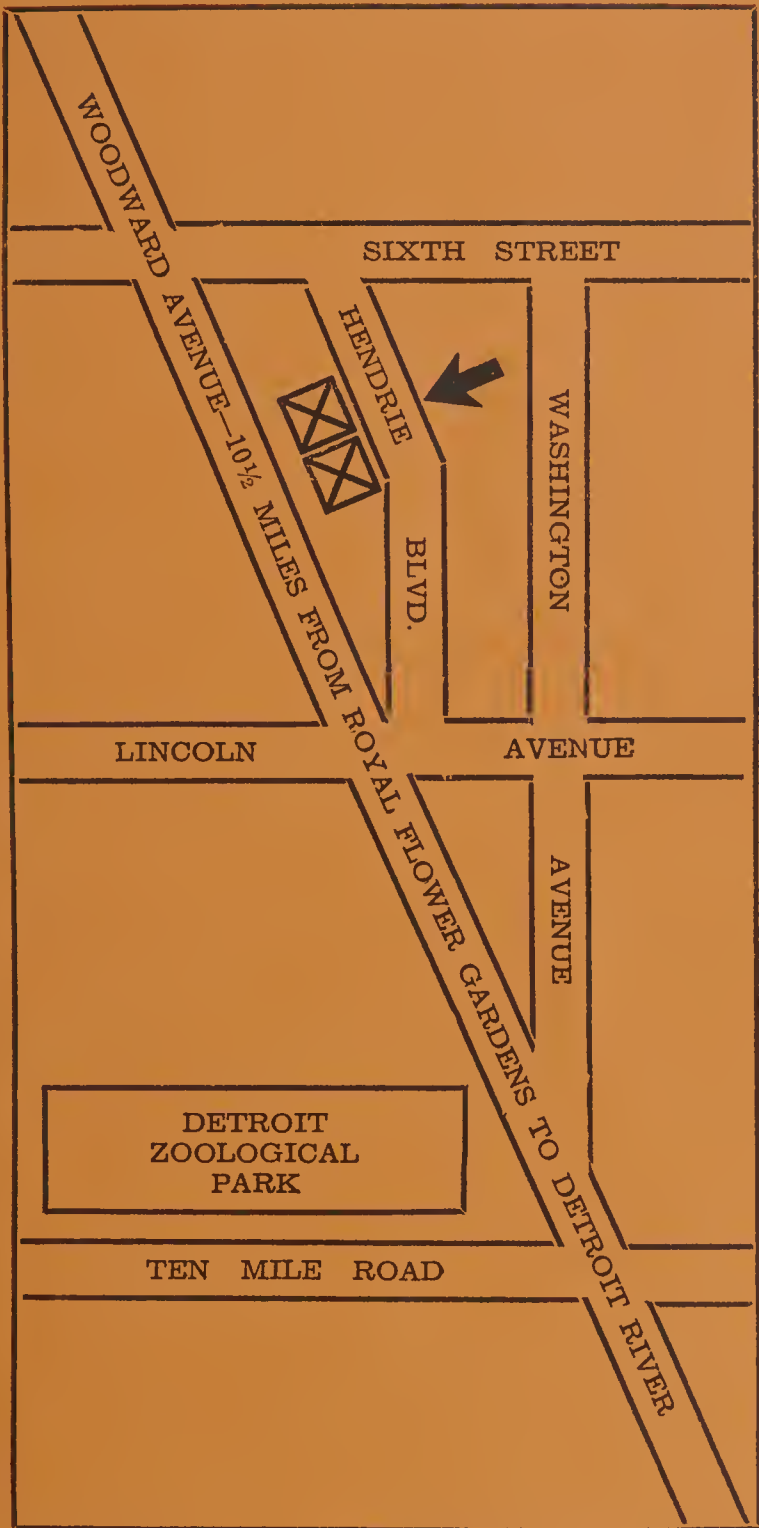 WOODWARD AVENUE—10½ MILES FROM ROYAL FLOWER GARDENS TO DETROIT RIVER
SIXTH STREET
HENDRIE
BLVD.
WASHINGTON
AVENUE
LINCOLN AVENUE
DETROIT
ZOOLOGICAL
PARK
TEN MILE ROAD